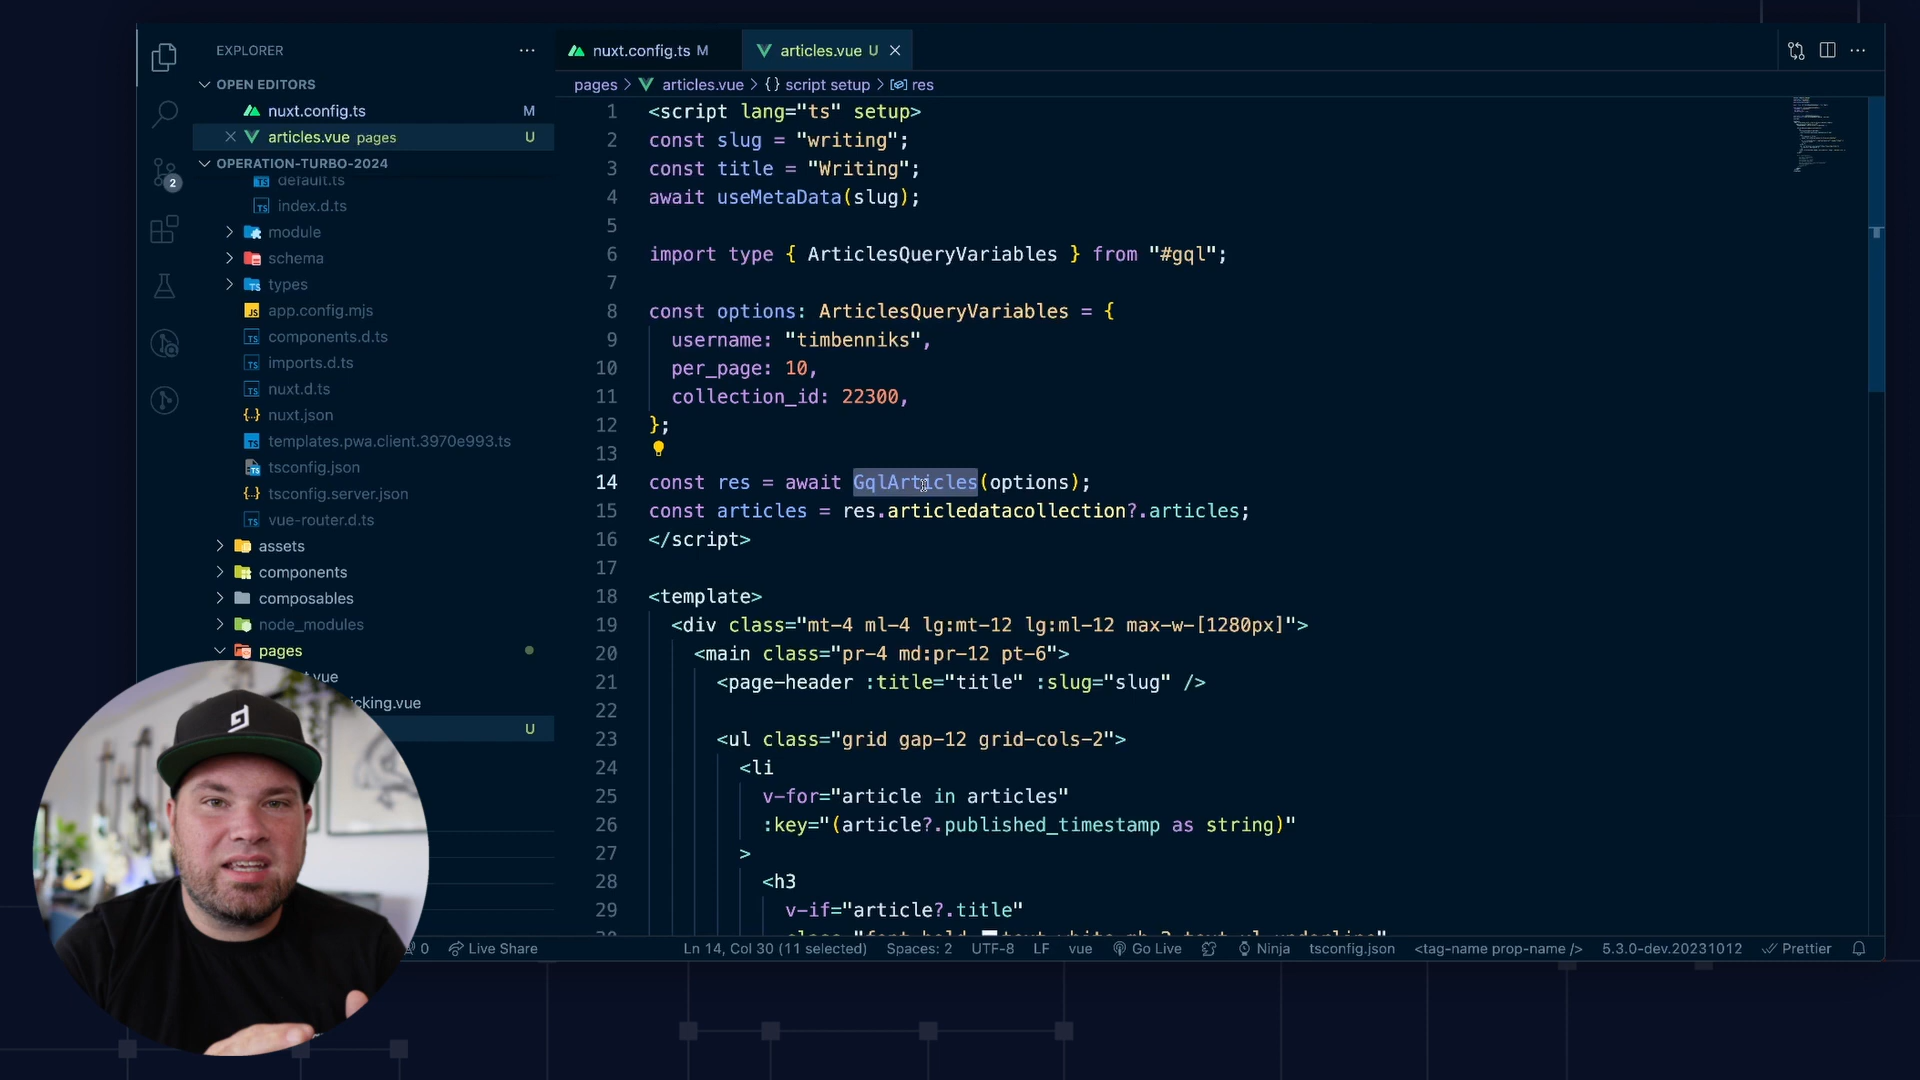 EXPLORER
OPEN EDITORS
nuxt.config.ts M
articles.vue pages U
OPERATION-TURBO-2024
2
default.ts
index.d.ts
module
schema
types
app.config.mjs
components.d.ts
imports.d.ts
nuxt.d.ts
nuxt.json
templates.pwa.client.3970e993.ts
tsconfig.json
tsconfig.server.json
vue-router.d.ts
assets
components
composables
node_modules
pages
U
nuxt.config.ts M
articles.vue U
pages > articles.vue > {} script setup > res
1 <script lang="ts" setup>
2 const slug = "writing";
3 const title = "Writing";
4 await useMetaData(slug);
5
6 import type { ArticlesQueryVariables } from "#gql";
7
8 const options: ArticlesQueryVariables = {
9 username: "timbenniks",
10 per_page: 10,
11 collection_id: 22300,
12 };
13
14 const res = await GqlArticles(options);
15 const articles = res.articledatacollection?.articles;
16 </script>
17
18 <template>
19 <div class="mt-4 ml-4 lg:mt-12 lg:ml-12 max-w-[1280px]">
20 <main class="pr-4 md:pr-12 pt-6">
21 <page-header :title="title" :slug="slug" />
22
23 <ul class="grid gap-12 grid-cols-2">
24 <li
25 v-for="article in articles"
26 :key="(article?.published_timestamp as string)"
27 >
28 <h3
29 v-if="article?.title"
0 Live Share Ln 14, Col 30 (11 selected) Spaces: 2 UTF-8 LF vue Go Live Ninja tsconfig.json <tag-name prop-name /> 5.3.0-dev.20231012 Prettier